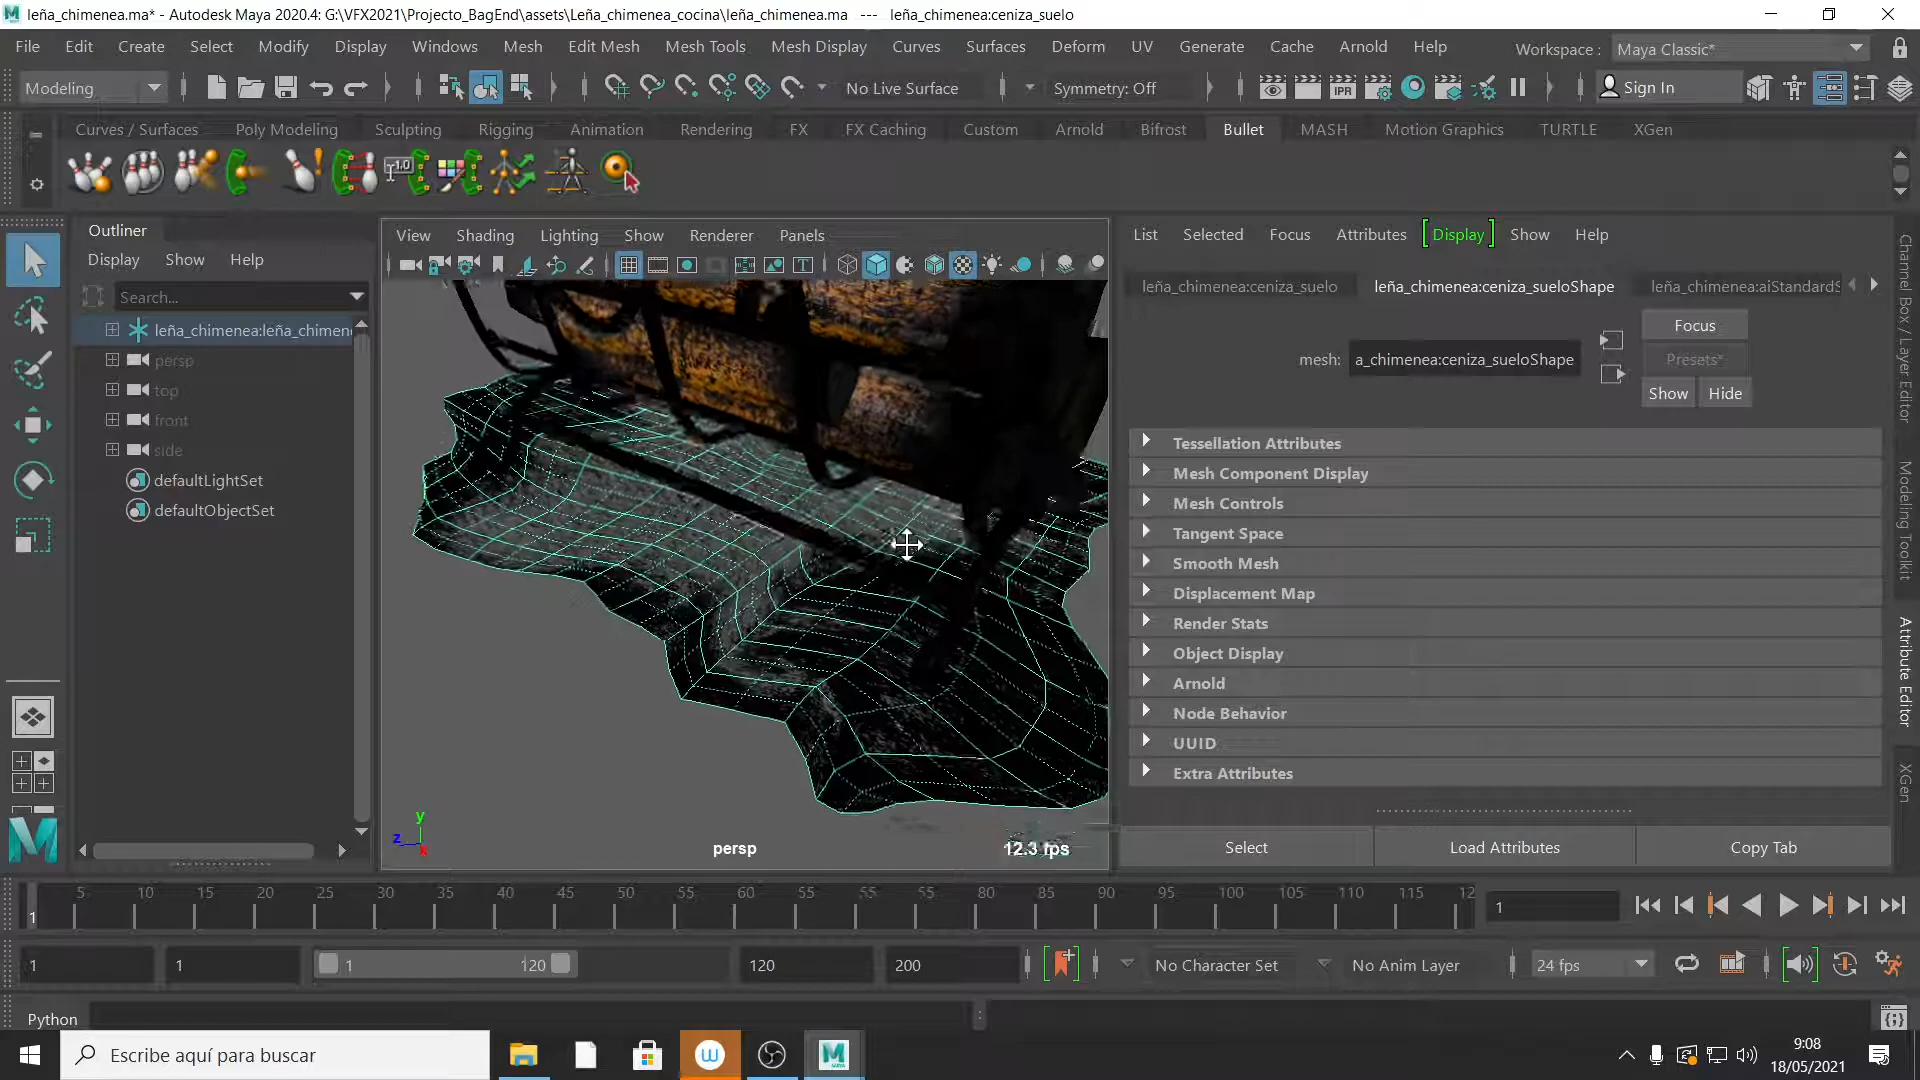 leña_chimenea.ma* - Autodesk Maya 2020.4: G:\VFX2021\Projecto_BagEnd\assets\Leña_chimenea_cocina\leña_chimenea.ma --- leña_chimenea:ceniza_suelo
File Edit Create Select Modify Display Windows Mesh Edit Mesh Mesh Tools Mesh Display Curves Surfaces Deform UV Generate Cache Arnold Help Workspace : Maya Classic*
Modeling No Live Surface Symmetry: Off IPR Sign In
Curves / Surfaces Poly Modeling Sculpting Rigging Animation Rendering FX FX Caching Custom Arnold Bifrost Bullet MASH Motion Graphics TURTLE XGen
1.0
Outliner
Display Show Help
Search...
leña_chimenea:leña_chimen
persp
top
front
side
defaultLightSet
defaultObjectSet
View Shading Lighting Show Renderer Panels
y
z
x
persp
12.3 fps
List Selected Focus Attributes Display Show Help
leña_chimenea:ceniza_suelo leña_chimenea:ceniza_sueloShape leña_chimenea:aiStandardS
mesh: a_chimenea:ceniza_sueloShape
Focus
Presets*
Show Hide
Tessellation Attributes
Mesh Component Display
Mesh Controls
Tangent Space
Smooth Mesh
Displacement Map
Render Stats
Object Display
Arnold
Node Behavior
UUID
Extra Attributes
Select Load Attributes Copy Tab
Channel Box / Layer Editor
Modeling Toolkit
Attribute Editor
XGen
5 10 15 20 25 30 35 40 45 50 55 60 55 55 55 80 85 90 95 100 105 110 115 12
1
1
1 1 1 120 120 200 No Character Set No Anim Layer 24 fps
Python
Escribe aquí para buscar
9:08
18/05/2021